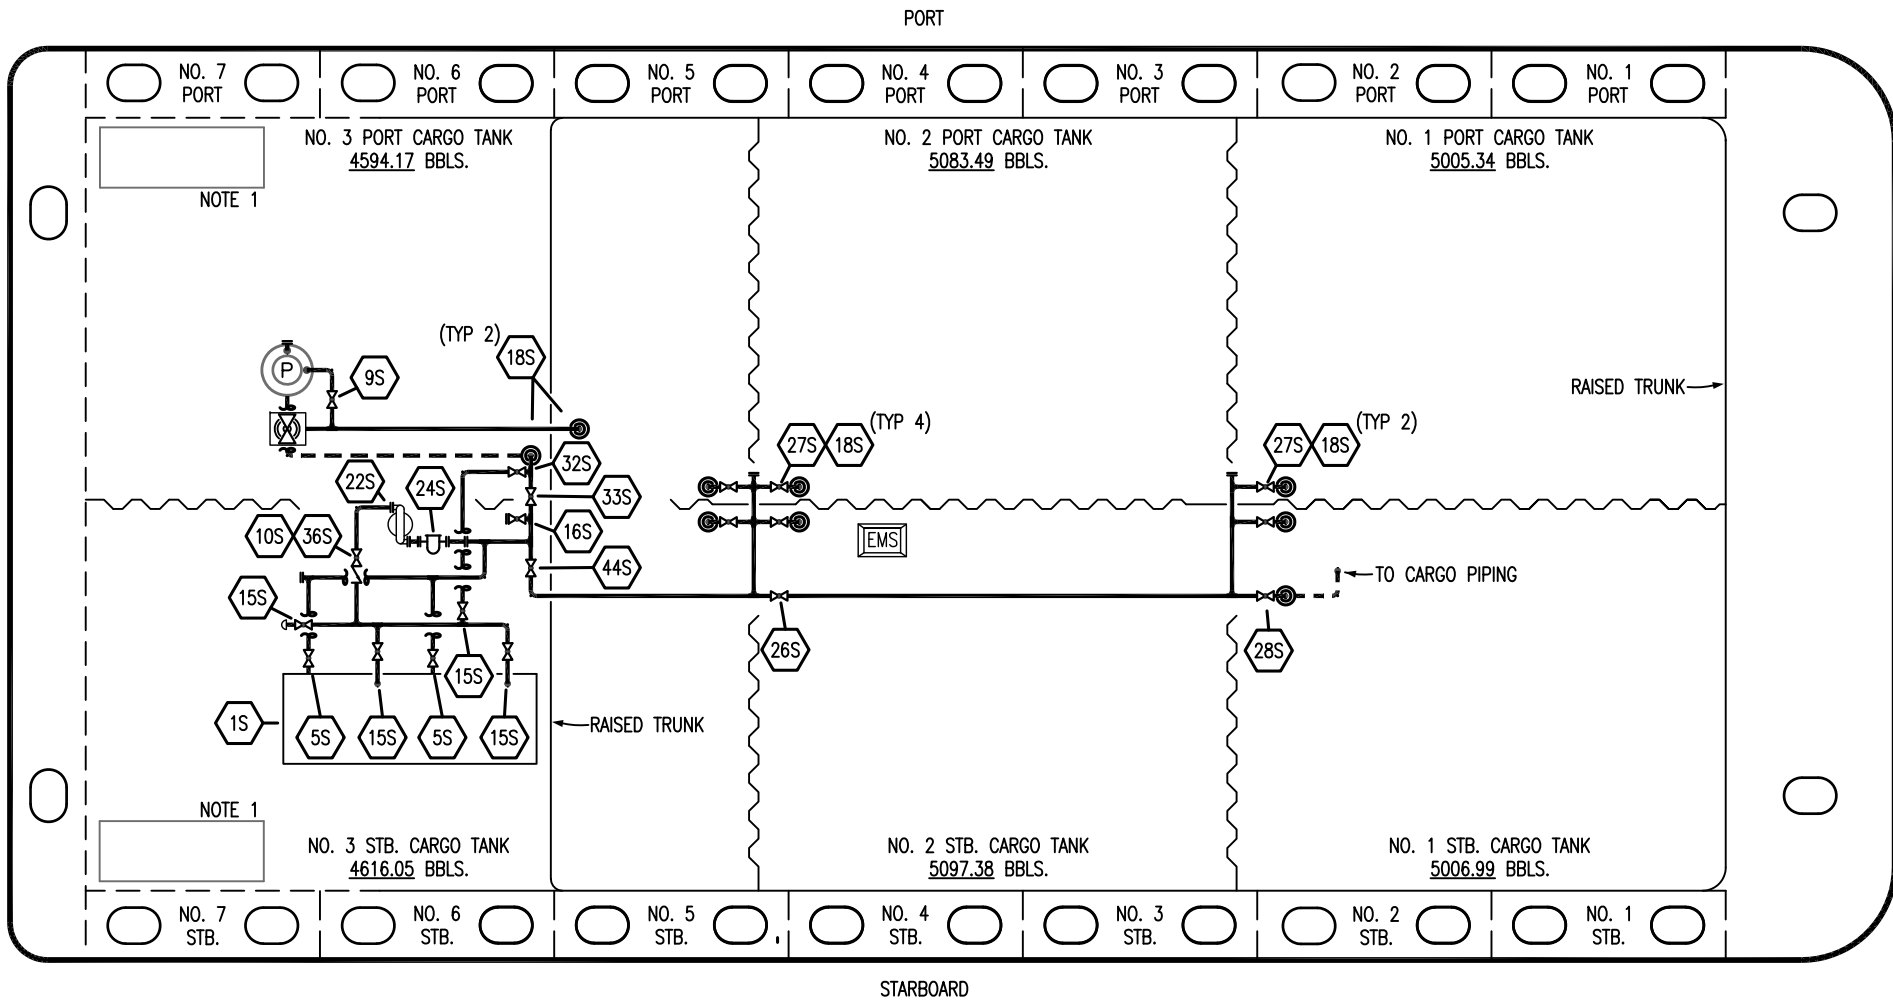 PORT
NO. 7
PORT
NO. 6
PORT
NO. 5
PORT
NO. 4
PORT
NO. 3
PORT
NO. 2
PORT
NO. 1
PORT
NO. 3 PORT CARGO TANK
4594.17 BBLS.
NO. 2 PORT CARGO TANK
5083.49 BBLS.
NO. 1 PORT CARGO TANK
5005.34 BBLS.
NOTE 1
(TYP 2)
18S
P
9S
RAISED TRUNK
(TYP 4)
27S
18S
(TYP 2)
27S
18S
32S
22S
24S
33S
10S
36S
16S
EMS
44S
TO CARGO PIPING
15S
26S
28S
15S
1S
5S
15S
5S
15S
RAISED TRUNK
NOTE 1
NO. 3 STB. CARGO TANK
4616.05 BBLS.
NO. 2 STB. CARGO TANK
5097.38 BBLS.
NO. 1 STB. CARGO TANK
5006.99 BBLS.
NO. 7
STB.
NO. 6
STB.
NO. 5
STB.
NO. 4
STB.
NO. 3
STB.
NO. 2
STB.
NO. 1
STB.
STARBOARD